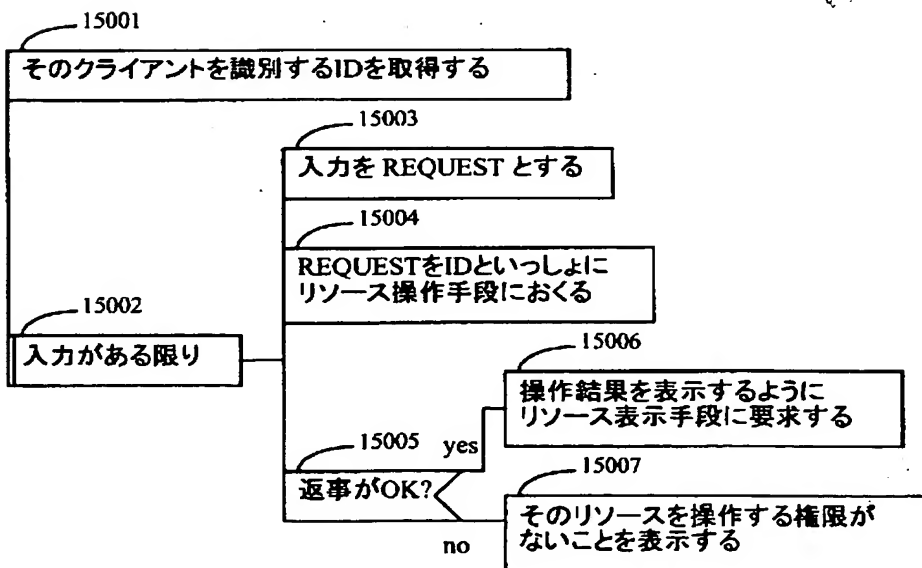 15001
そのクライアントを識別するIDを取得する
15003
入力を REQUEST とする
15004
REQUESTをIDといっしょに
リソース操作手段におくる
15002
入力がある限り
15006
操作結果を表示するように
リソース表示手段に要求する
15005
yes
返事がOK?
15007
そのリソースを操作する権限が
ないことを表示する
no